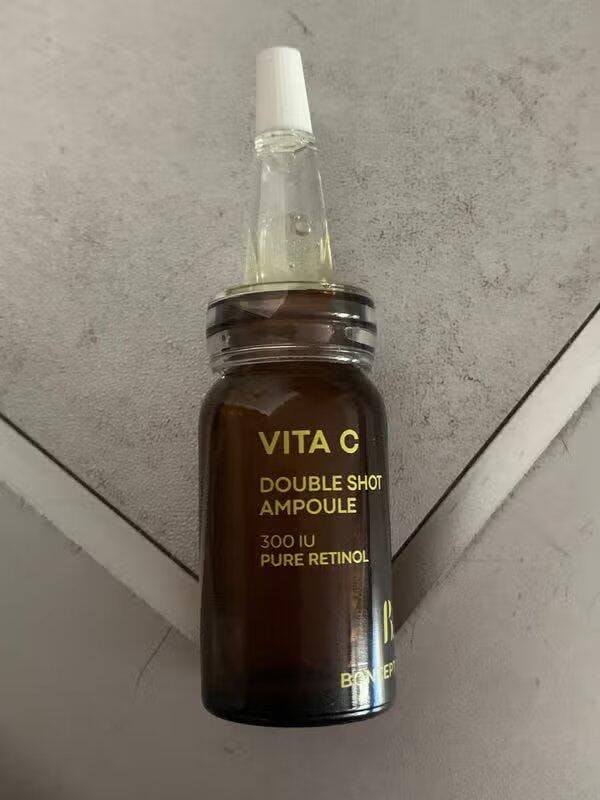 VITA C
DOUBLE SHOT
AMPOULE
300 IU
PURE RETINOL